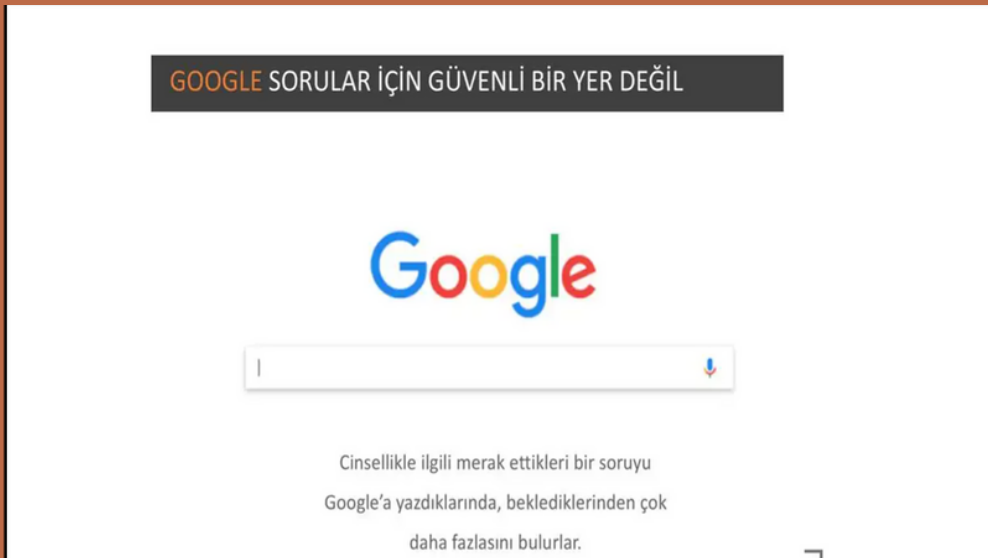 GOOGLE SORULAR İÇİN GÜVENLİ BİR YER DEĞİL
Google
Cinsellikle ilgili merak ettikleri bir soruyu
Google'a yazdıklarında, beklediklerinden çok
daha fazlasını bulurlar.